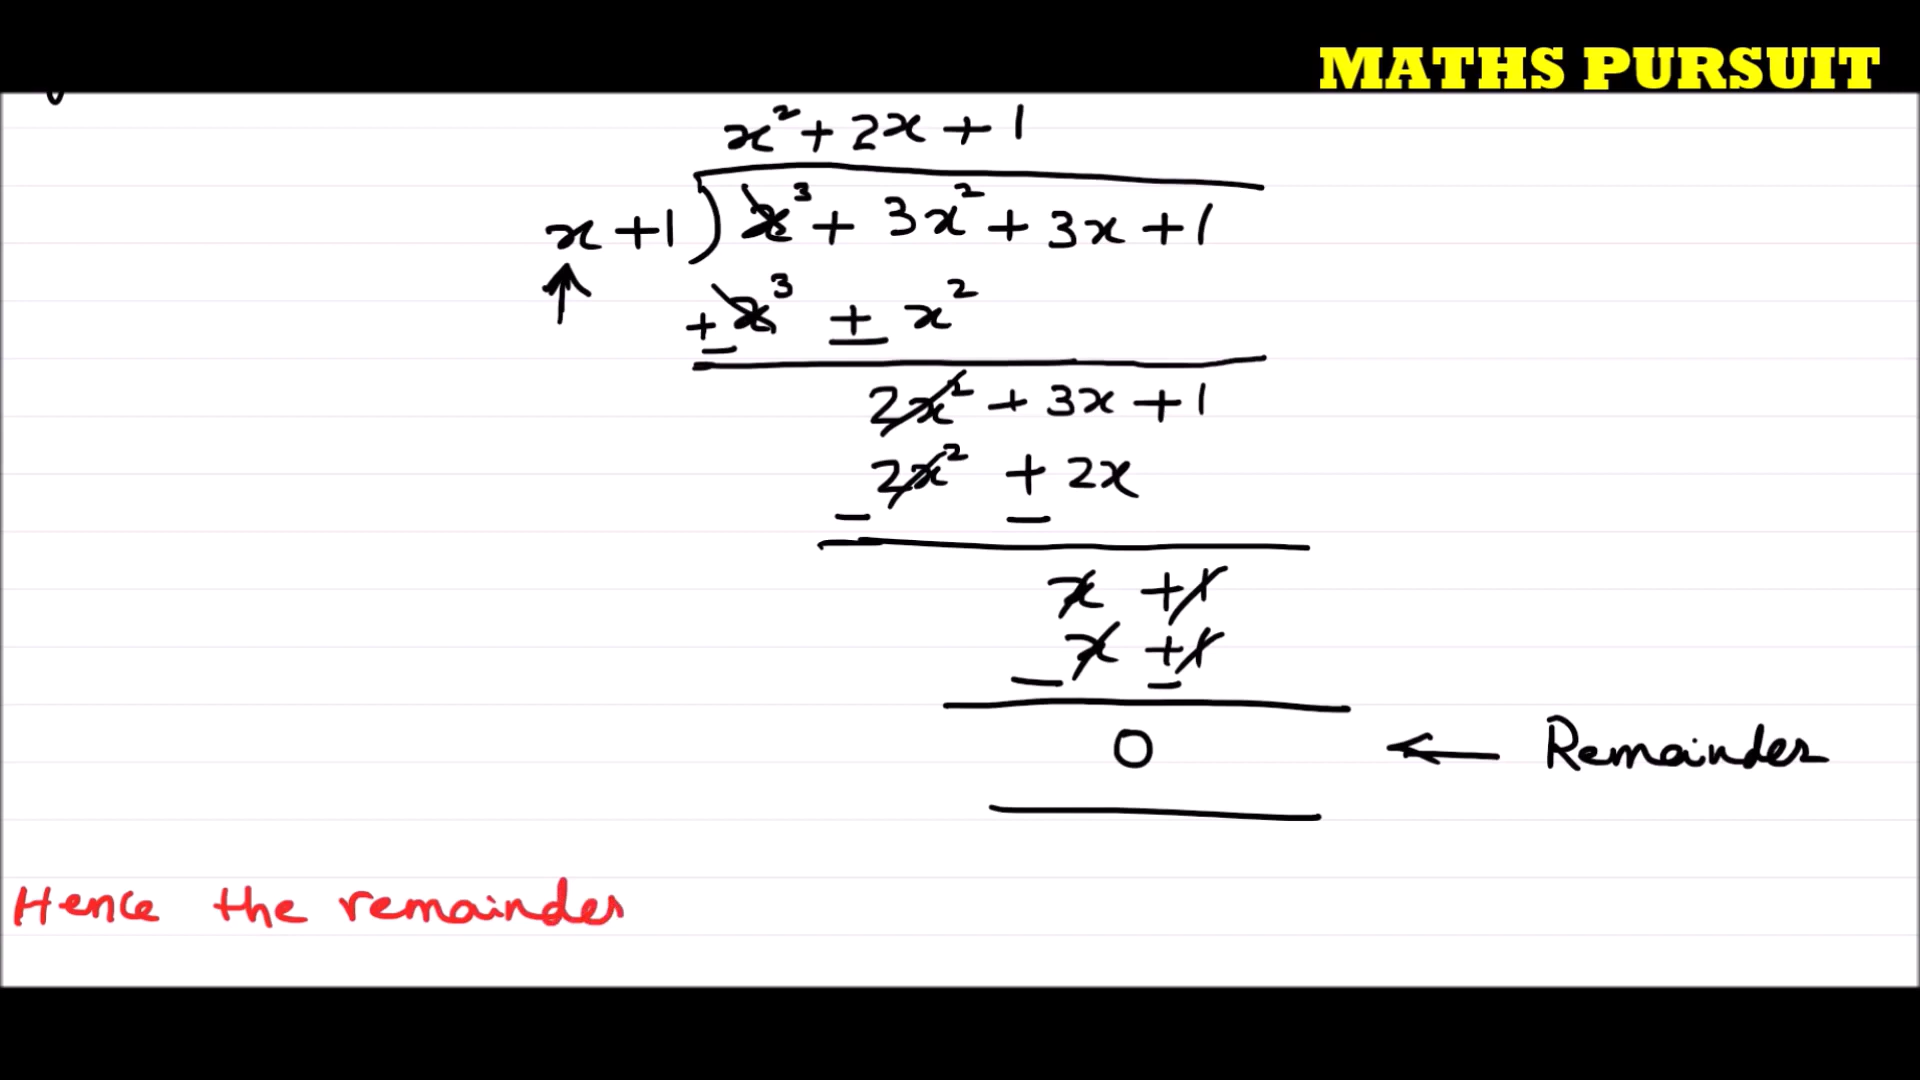 MATHS PURSUIT
x² + 2x + 1
x + 1 ) x³ + 3x² + 3x + 1
+ x³ + x²
− −
2x² + 3x + 1
2x² + 2x
− −
x + 1
x + 1
− −
0 ← Remainder
Hence the remainder